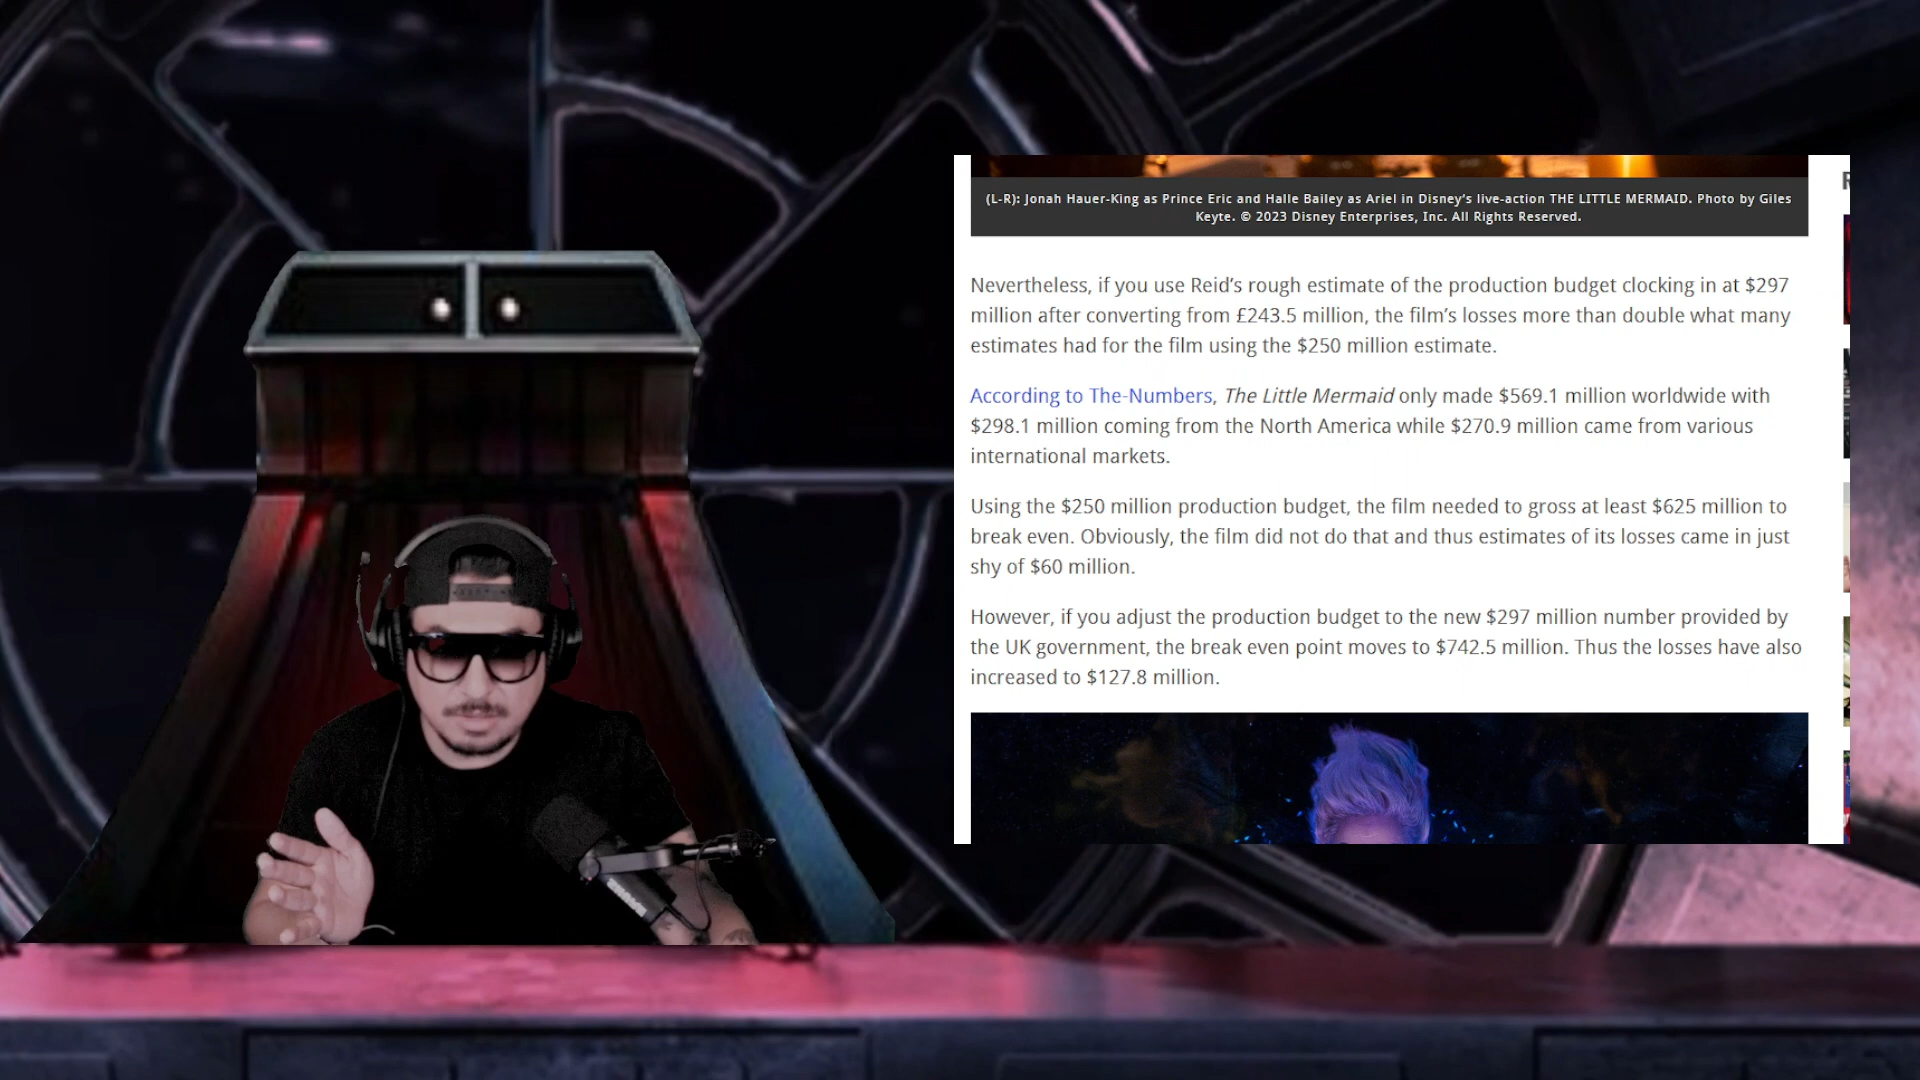 (L-R): Jonah Hauer-King as Prince Eric and Halle Bailey as Ariel in Disney's live-action THE LITTLE MERMAID. Photo by Giles
Keyte. © 2023 Disney Enterprises, Inc. All Rights Reserved.
Nevertheless, if you use Reid's rough estimate of the production budget clocking in at $297
million after converting from £243.5 million, the film's losses more than double what many
estimates had for the film using the $250 million estimate.
According to The-Numbers, The Little Mermaid only made $569.1 million worldwide with
$298.1 million coming from the North America while $270.9 million came from various
international markets.
Using the $250 million production budget, the film needed to gross at least $625 million to
break even. Obviously, the film did not do that and thus estimates of its losses came in just
shy of $60 million.
However, if you adjust the production budget to the new $297 million number provided by
the UK government, the break even point moves to $742.5 million. Thus the losses have also
increased to $127.8 million.